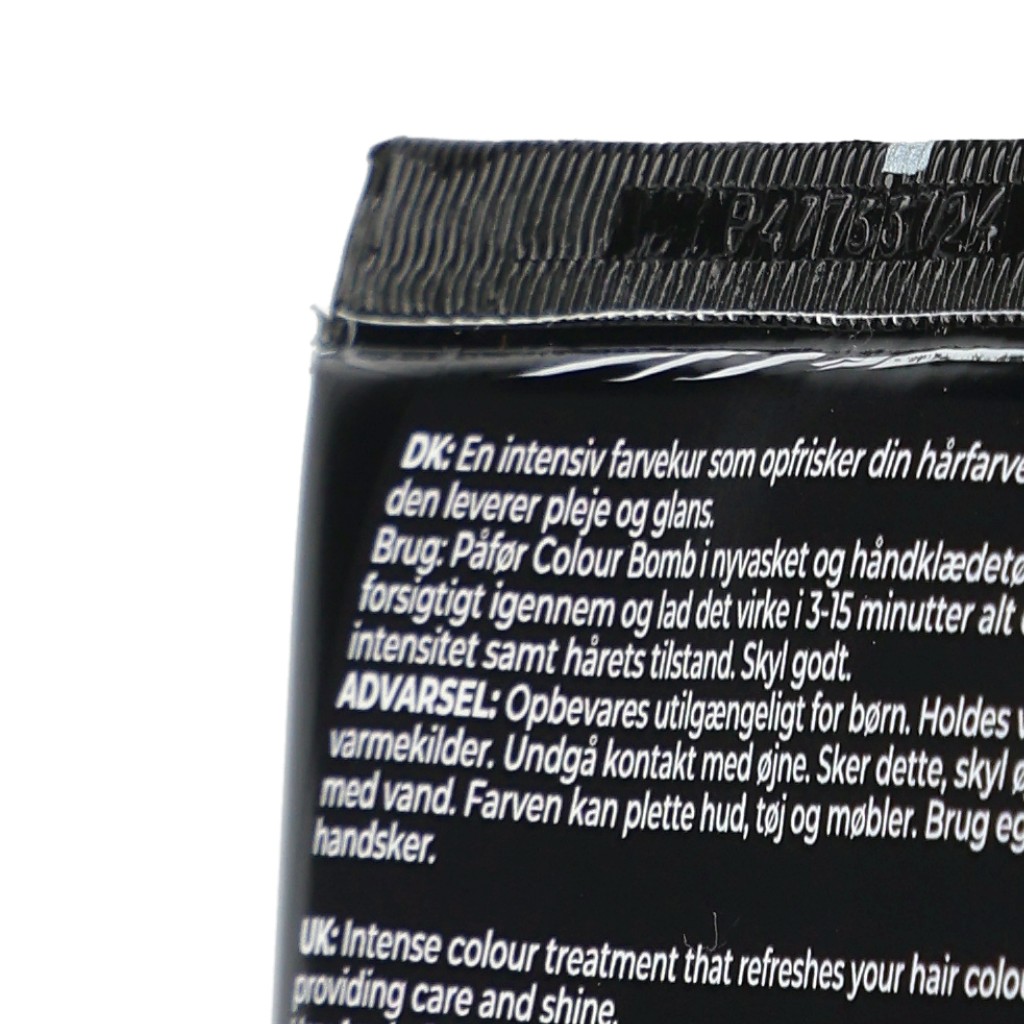 DK: En intensiv farvekur som opfrisker din hårfarve
den leverer pleje og glans.
Brug: Påfør Colour Bomb i nyvasket og håndklædetø
forsigtigt igennem og lad det virke i 3-15 minutter alt
intensitet samt hårets tilstand. Skyl godt.
ADVARSEL: Opbevares utilgængeligt for børn. Holdes
varmekilder. Undgå kontakt med øjne. Sker dette, skyl
med vand. Farven kan plette hud, tøj og møbler. Brug eg
handsker.
UK: Intense colour treatment that refreshes your hair colou
providing care and shine.